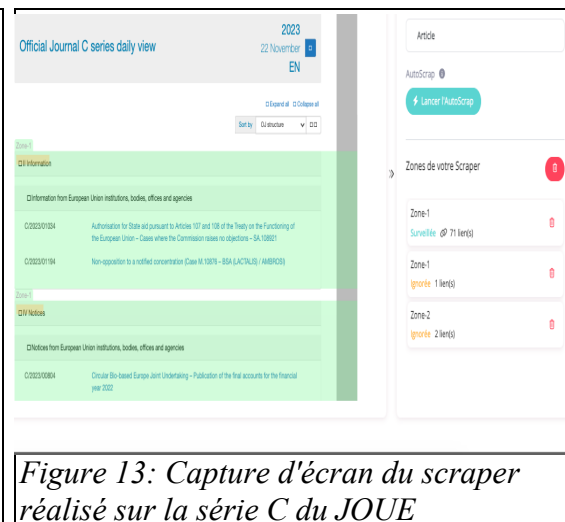 Official Journal C series daily view
2023
22 November
EN
Expand all Collapse all
Sort by OJ structure
Zone-1
II Information
Information from European Union institutions, bodies, offices and agencies
C/2023/01034 Authorisation for State aid pursuant to Articles 107 and 108 of the Treaty on the Functioning of
the European Union – Cases where the Commission raises no objections – SA.108921
C/2023/01194 Non-opposition to a notified concentration (Case M.10876 – BSA (LACTALIS) / AMBROSI)
Zone-1
IV Notices
Notices from European Union institutions, bodies, offices and agencies
C/2023/00804 Circular Bio-based Europe Joint Undertaking – Publication of the final accounts for the financial
year 2022
Article
AutoScrap
Lancer l'AutoScrap
Zones de votre Scraper
Zone-1
Surveillée 71 lien(s)
Zone-1
Ignorée 1 lien(s)
Zone-2
Ignorée 2 lien(s)
Figure 13: Capture d'écran du scraper
réalisé sur la série C du JOUE